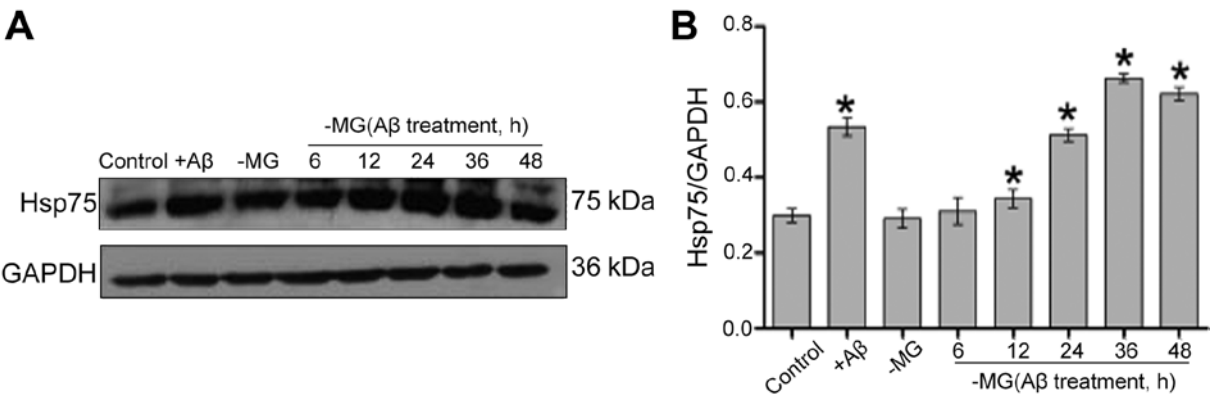 A
-MG(Aβ treatment, h)
Control +Aβ -MG 6 12 24 36 48
Hsp75 75 kDa
GAPDH 36 kDa
B
Hsp75/GAPDH
0.8
0.6
0.4
0.2
0.0
* * * * *
Control +Aβ -MG 6 12 24 36 48
-MG(Aβ treatment, h)